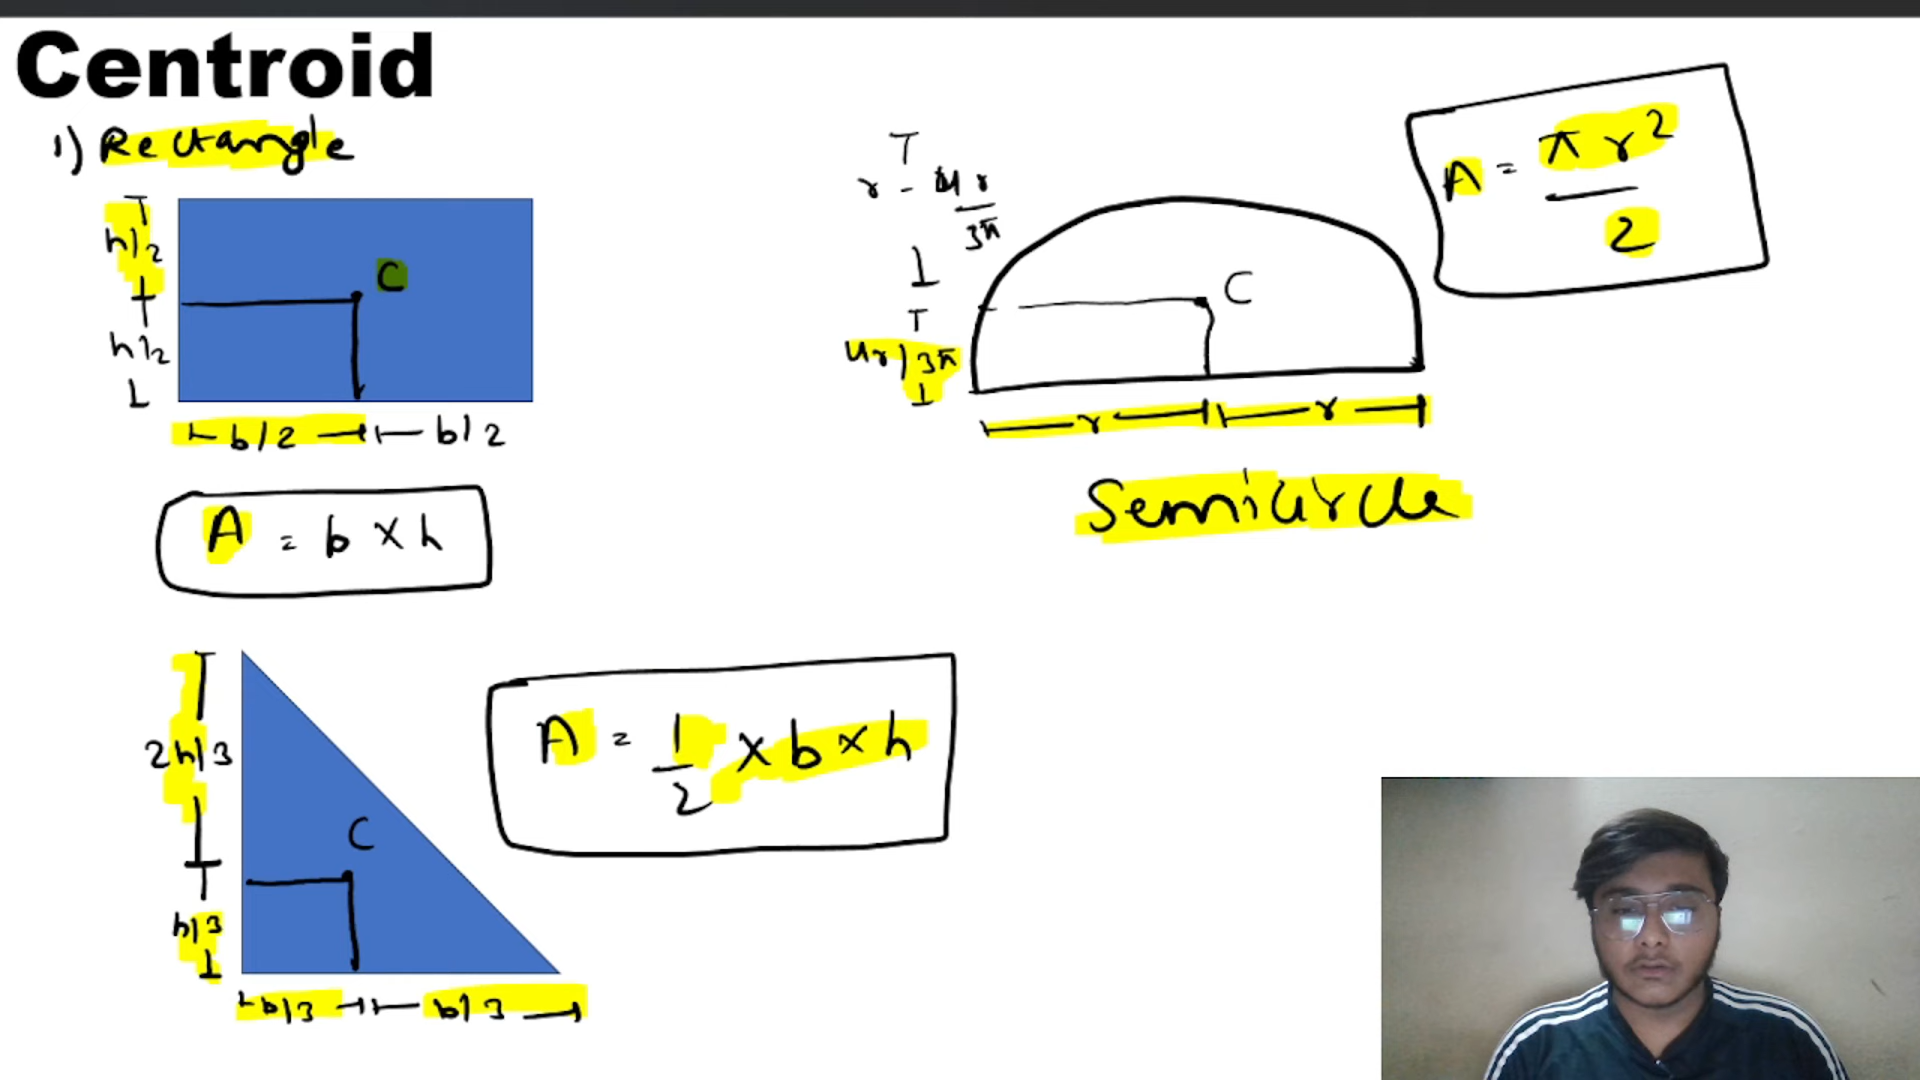 Centroid
1) Rectangle
h/2
h/2
C
b/2
b/2
A = b × h
r - 4r/3π
4r/3π
C
r
r
Semicircle
A = πr²/2
2h/3
h/3
C
b/3
b/3
A = 1/2 × b × h